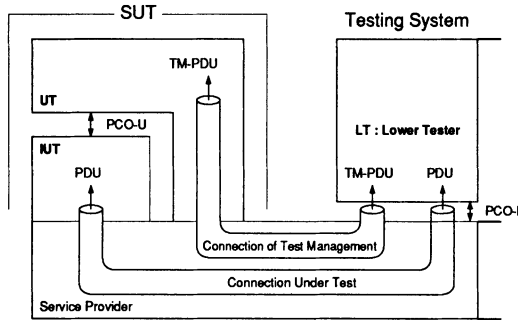 SUT
Testing System
TM-PDU
UT
PCO-U
LT : Lower Tester
IUT
PDU
TM-PDU
PDU
Connection of Test Management
Connection Under Test
Service Provider